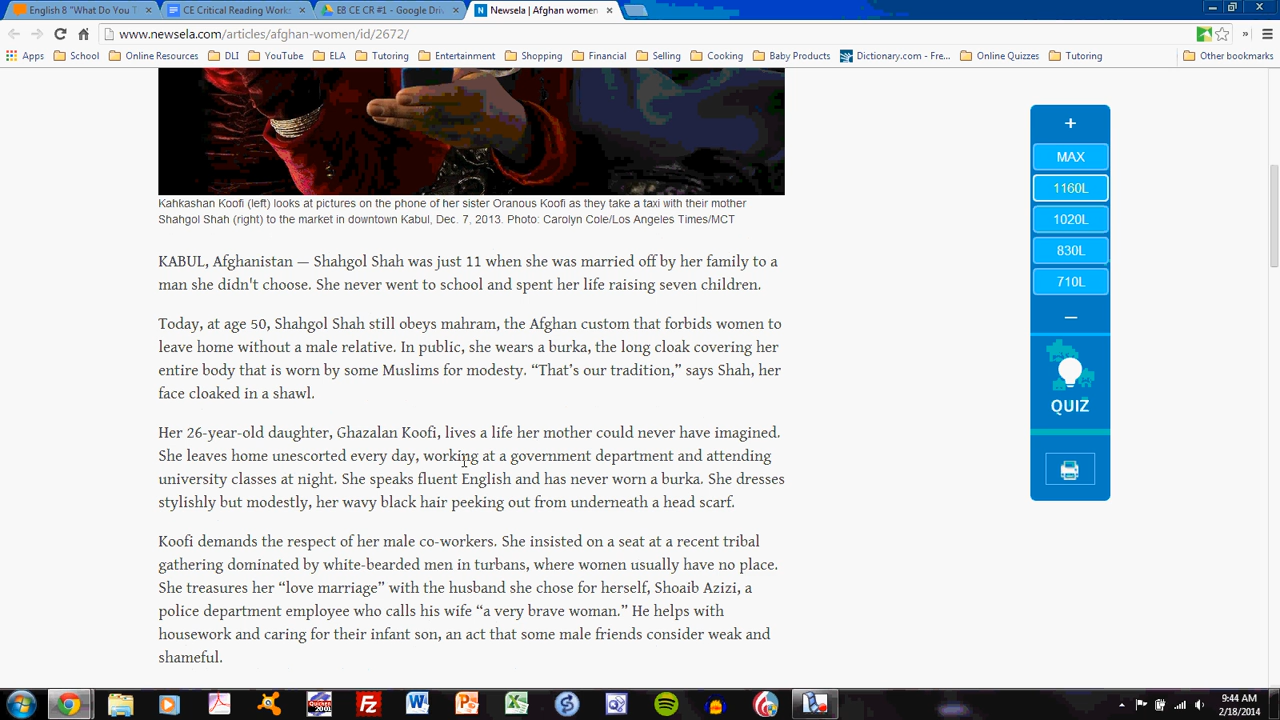 English 8 "What Do You T
CE Critical Reading Works
E8 CE CR #1 - Google Driv
Newsela | Afghan women
www.newsela.com/articles/afghan-women/id/2672/
Apps School Online Resources DLI YouTube ELA Tutoring Entertainment Shopping Financial Selling Cooking Baby Products Dictionary.com - Fre... Online Quizzes Tutoring Other bookmarks
Kahkashan Koofi (left) looks at pictures on the phone of her sister Oranous Koofi as they take a taxi with their mother
Shahgol Shah (right) to the market in downtown Kabul, Dec. 7, 2013. Photo: Carolyn Cole/Los Angeles Times/MCT
KABUL, Afghanistan — Shahgol Shah was just 11 when she was married off by her family to a
man she didn't choose. She never went to school and spent her life raising seven children.
Today, at age 50, Shahgol Shah still obeys mahram, the Afghan custom that forbids women to
leave home without a male relative. In public, she wears a burka, the long cloak covering her
entire body that is worn by some Muslims for modesty. “That’s our tradition,” says Shah, her
face cloaked in a shawl.
Her 26-year-old daughter, Ghazalan Koofi, lives a life her mother could never have imagined.
She leaves home unescorted every day, working at a government department and attending
university classes at night. She speaks fluent English and has never worn a burka. She dresses
stylishly but modestly, her wavy black hair peeking out from underneath a head scarf.
Koofi demands the respect of her male co-workers. She insisted on a seat at a recent tribal
gathering dominated by white-bearded men in turbans, where women usually have no place.
She treasures her “love marriage” with the husband she chose for herself, Shoaib Azizi, a
police department employee who calls his wife “a very brave woman.” He helps with
housework and caring for their infant son, an act that some male friends consider weak and
shameful.
+
MAX
1160L
1020L
830L
710L
—
QUIZ
9:44 AM
2/18/2014